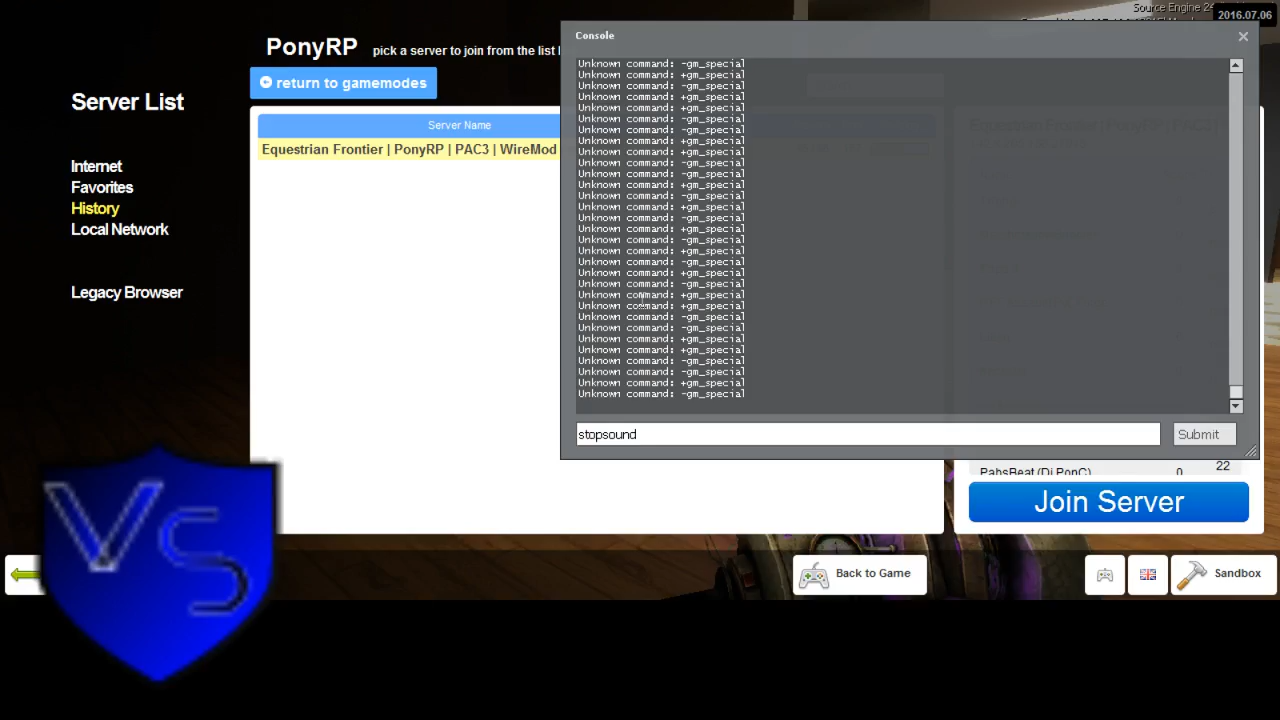 Source Engine 24
2016.07.06
PonyRP pick a server to join from the list
return to gamemodes
Server List
Internet
Favorites
History
Local Network
Legacy Browser
Server Name
Equestrian Frontier | PonyRP | PAC3 | WireMod
Console
Unknown command: -gm_special
Unknown command: +gm_special
Unknown command: -gm_special
Unknown command: +gm_special
Unknown command: +gm_special
Unknown command: -gm_special
Unknown command: -gm_special
Unknown command: +gm_special
Unknown command: +gm_special
Unknown command: -gm_special
Unknown command: -gm_special
Unknown command: +gm_special
Unknown command: -gm_special
Unknown command: +gm_special
Unknown command: -gm_special
Unknown command: +gm_special
Unknown command: -gm_special
Unknown command: +gm_special
Unknown command: -gm_special
Unknown command: +gm_special
Unknown command: -gm_special
Unknown command: +gm_special
Unknown command: +gm_special
Unknown command: -gm_special
Unknown command: -gm_special
Unknown command: +gm_special
Unknown command: +gm_special
Unknown command: -gm_special
Unknown command: -gm_special
Unknown command: +gm_special
Unknown command: -gm_special
stopsound
Submit
PabsBeat (Dj PonC) 0 22
Join Server
Back to Game
Sandbox
VS